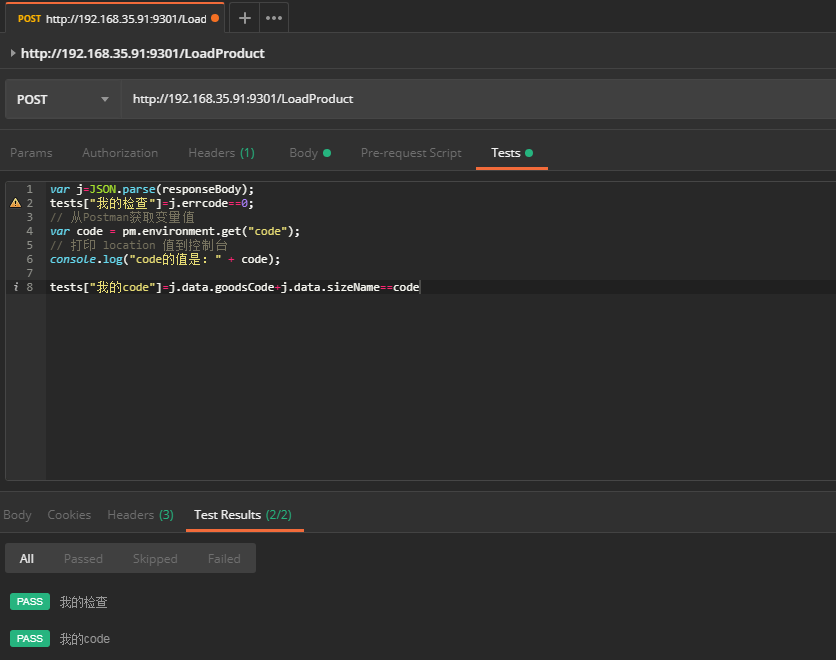 POST http://192.168.35.91:9301/Load
http://192.168.35.91:9301/LoadProduct
POST http://192.168.35.91:9301/LoadProduct
Params Authorization Headers (1) Body Pre-request Script Tests
1 var j=JSON.parse(responseBody);
2 tests["我的检查"]=j.errcode==0;
3 // 从Postman获取变量值
4 var code = pm.environment.get("code");
5 // 打印 location 值到控制台
6 console.log("code的值是: " + code);
7
i 8 tests["我的code"]=j.data.goodsCode+j.data.sizeName==code
Body Cookies Headers (3) Test Results (2/2)
All Passed Skipped Failed
PASS 我的检查
PASS 我的code